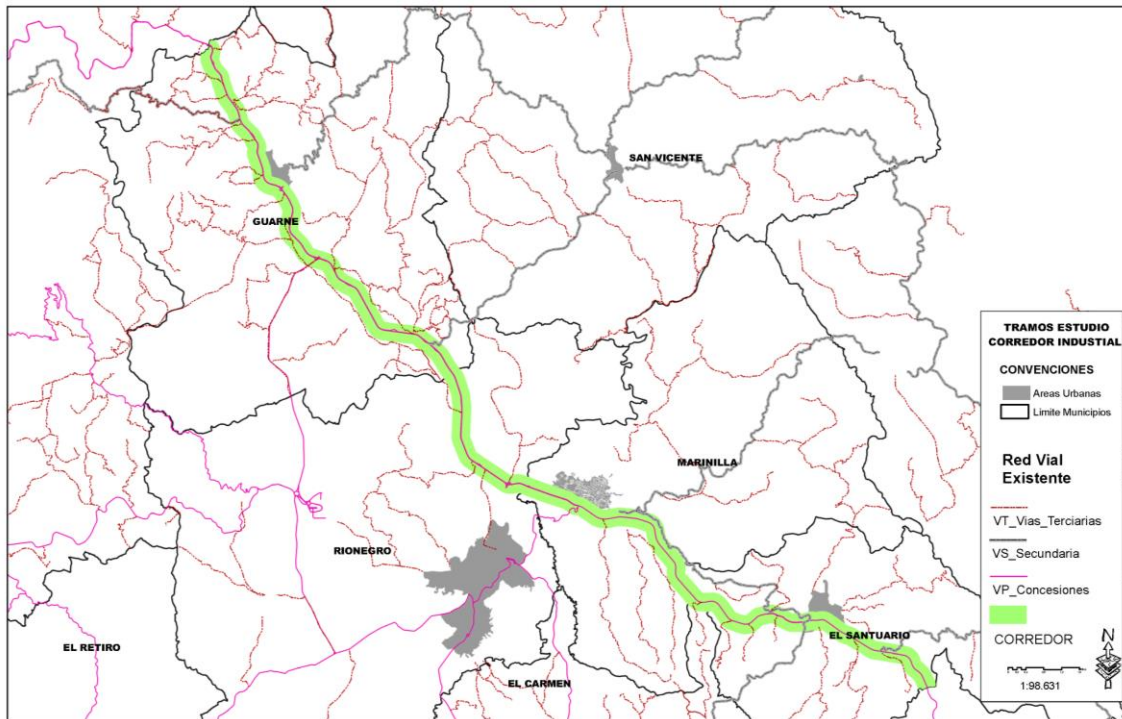 SAN VICENTE
GUARNE
MARINILLA
RIONEGRO
EL RETIRO
EL CARMEN
EL SANTUARIO
TRAMOS ESTUDIO
CORREDOR INDUSTIAL
CONVENCIONES
Areas Urbanas
Límite Municipios
Red Vial
Existente
VT_Vias_Terciarias
VS_Secundaria
VP_Concesiones
CORREDOR
N
1:98.631